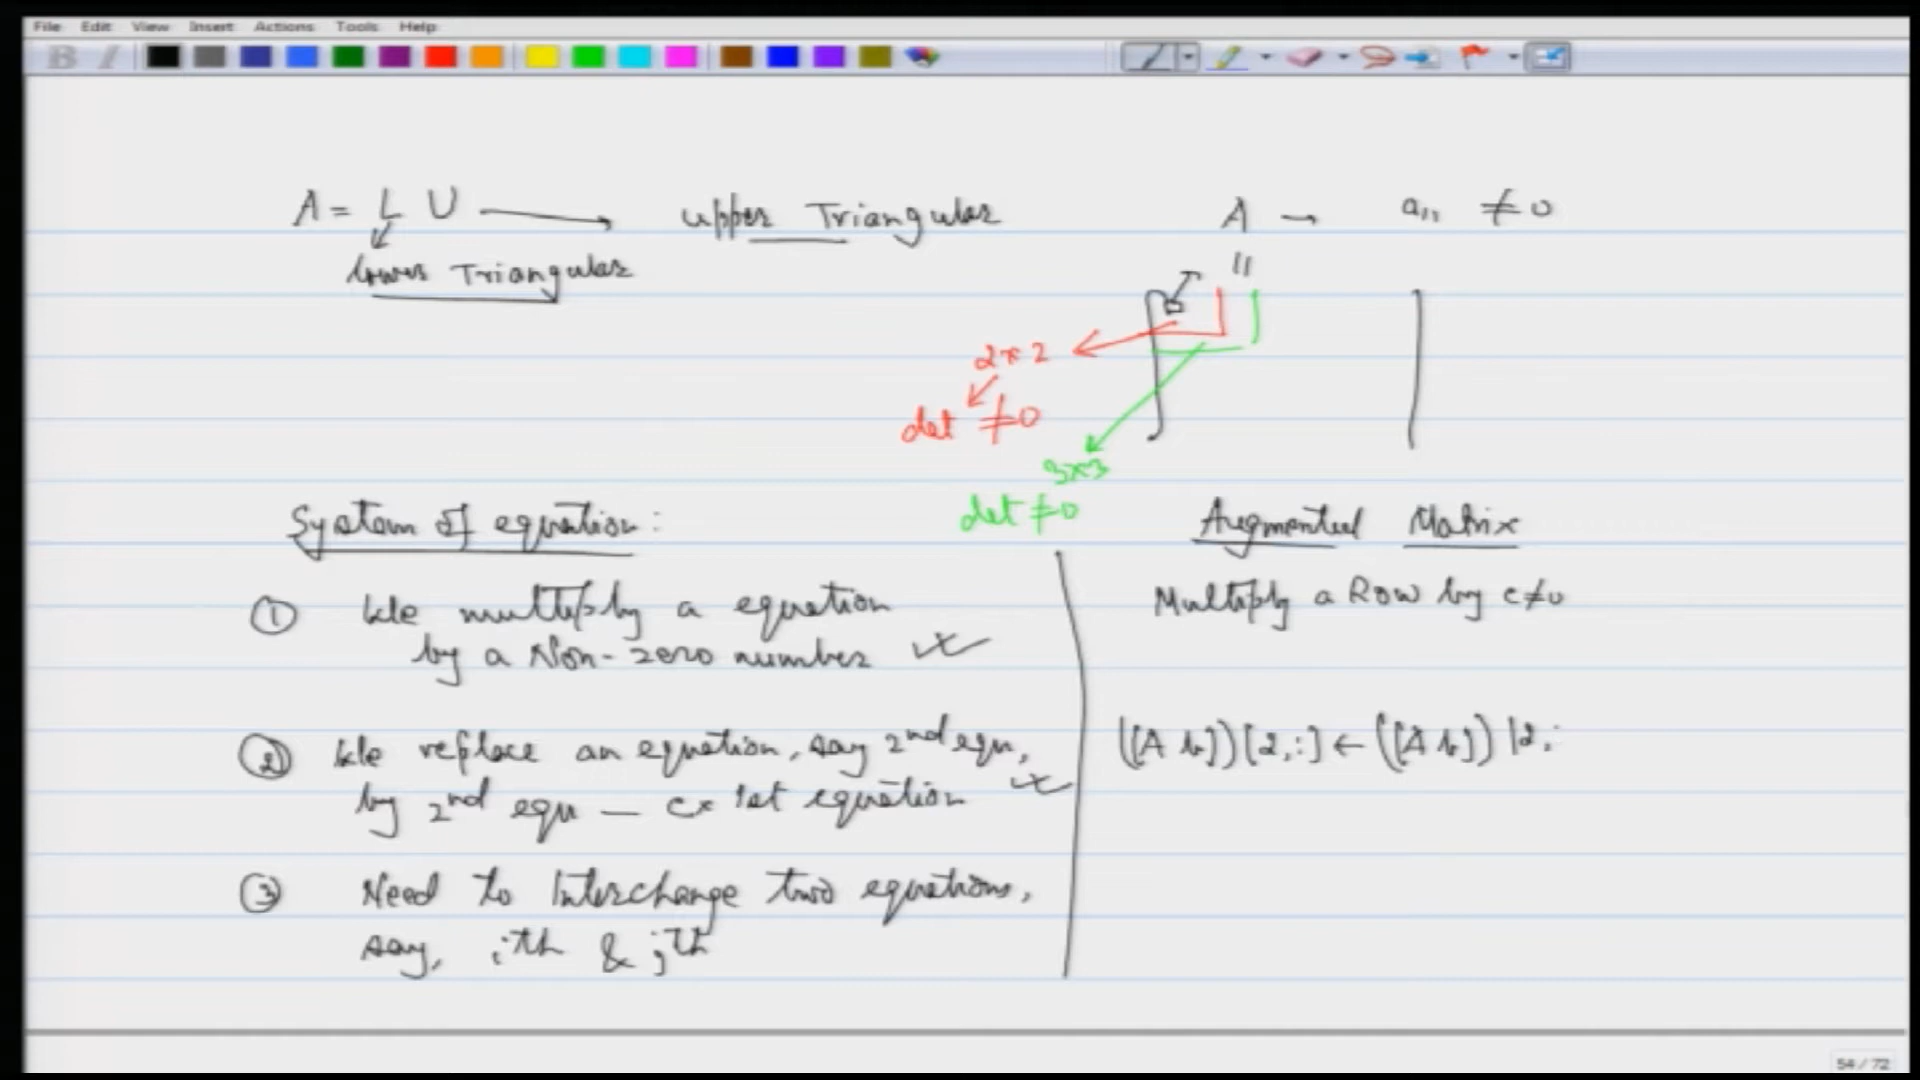 File Edit View Insert Actions Tools Help
B I
A = L U → upper Triangular
lower Triangular
A → a₁₁ ≠ 0
2×2
det ≠ 0
3×3
det ≠ 0
System of equation:
① We multiply a equation
by a Non-zero number
② We replace an equation, say 2nd equ,
by 2nd equ — c× 1st equation
③ Need to Interchange two equations,
say, ith & jth
Augmented Matrix
Multiply a Row by c≠0
([A b])[2,:] ← ([A b])[2,:
54 / 72